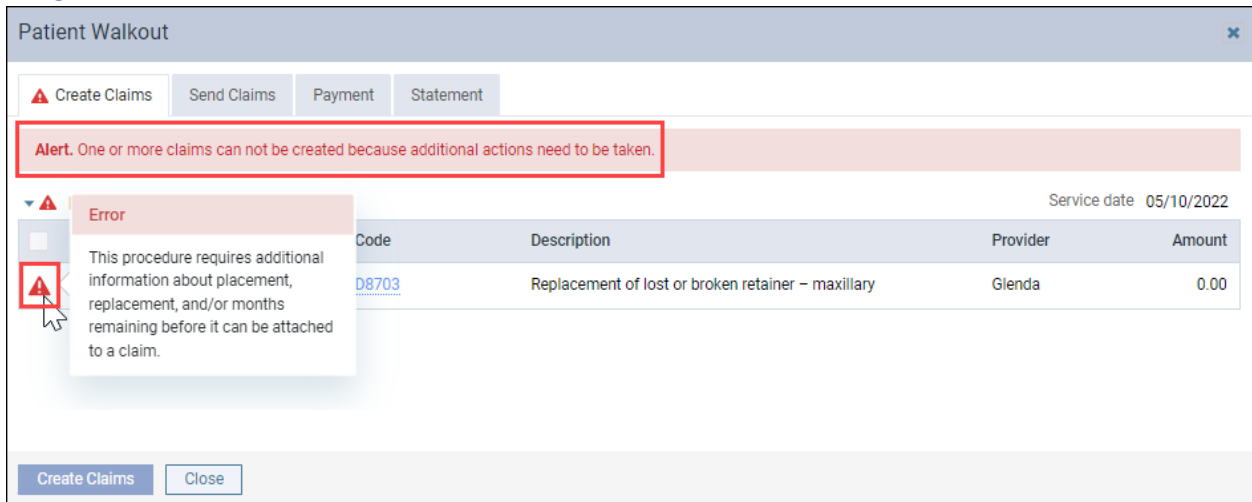 Patient Walkout
Create Claims Send Claims Payment Statement
Alert. One or more claims can not be created because additional actions need to be taken.
Service date 05/10/2022
Error
This procedure requires additional
information about placement,
replacement, and/or months
remaining before it can be attached
to a claim.
Code Description Provider Amount
D8703 Replacement of lost or broken retainer – maxillary Glenda 0.00
Create Claims Close